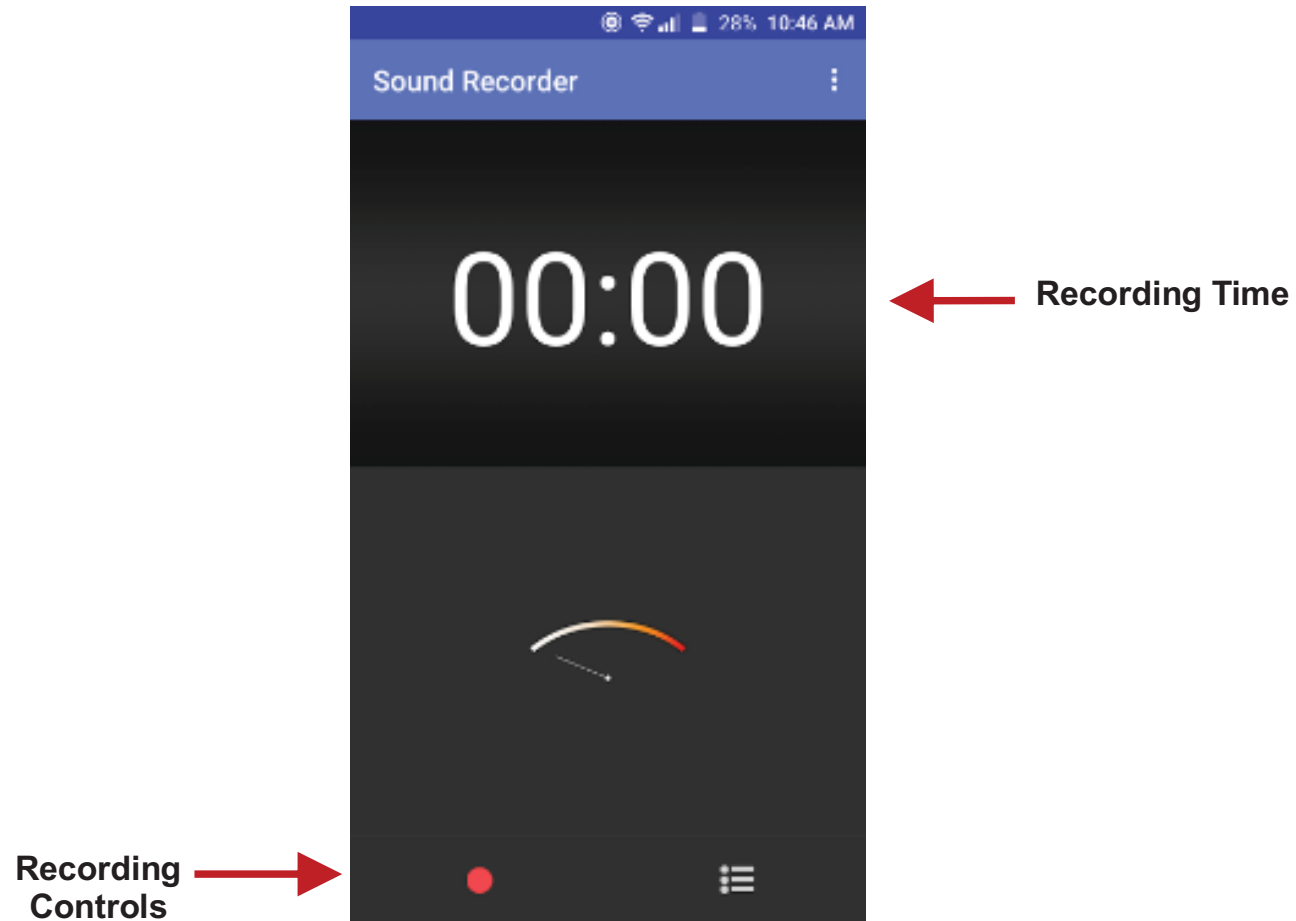 28% 10:46 AM
Sound Recorder
00:00
Recording Time
Recording
Controls